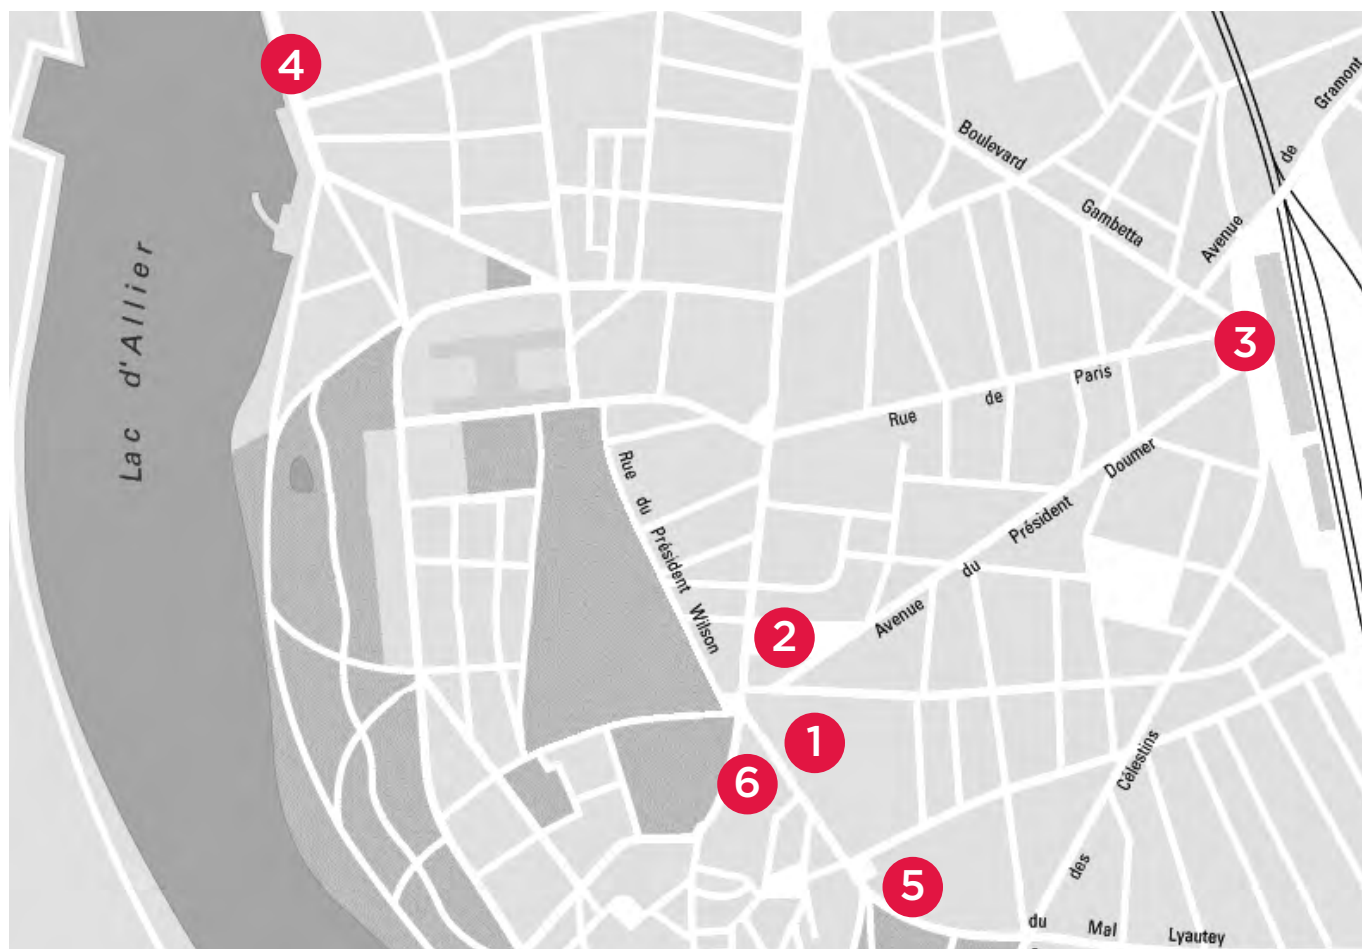 4
Avenue de Gramont
Boulevard Gambetta
Lac d'Allier
3
Rue de Paris
Rue du Président Wilson
Avenue du Président Doumer
2
1
6
des Célestins
5
du Mal Lyautey